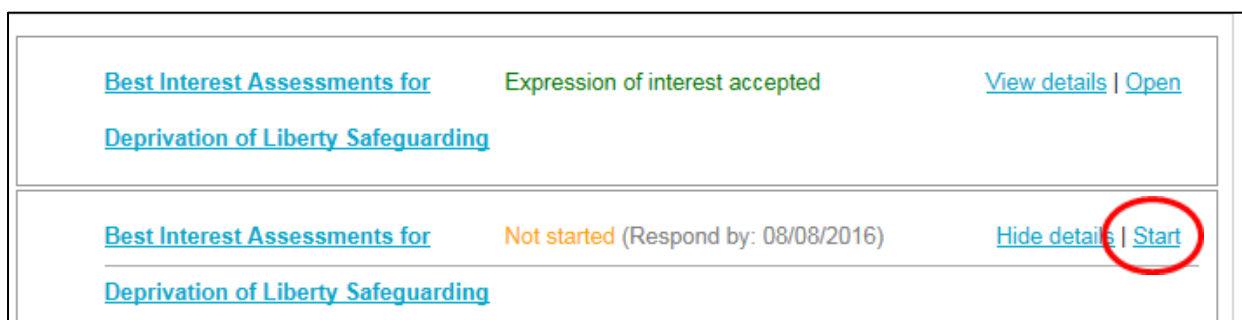 Best Interest Assessments for Expression of interest accepted View details | Open
Deprivation of Liberty Safeguarding
Best Interest Assessments for Not started (Respond by: 08/08/2016) Hide details | Start
Deprivation of Liberty Safeguarding